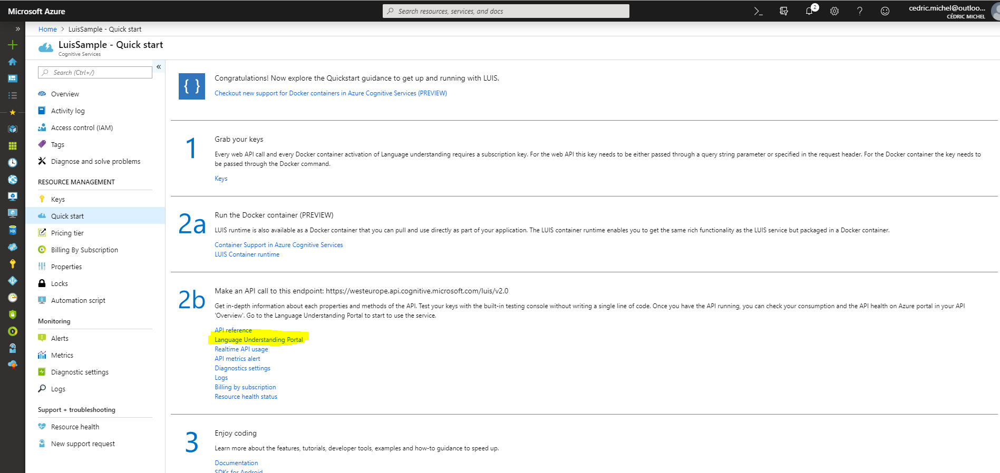 Microsoft Azure
Search resources, services, and docs
2
cedric.michel@outloo...
CÉDRIC MICHEL
Home > LuisSample - Quick start
LuisSample - Quick start
Cognitive Services
Search (Ctrl+/)
Overview
Activity log
Access control (IAM)
Tags
Diagnose and solve problems
RESOURCE MANAGEMENT
Keys
Quick start
Pricing tier
Billing By Subscription
Properties
Locks
Automation script
Monitoring
Alerts
Metrics
Diagnostic settings
Logs
Support + troubleshooting
Resource health
New support request
Congratulations! Now explore the Quickstart guidance to get up and running with LUIS.
Checkout new support for Docker containers in Azure Cognitive Services (PREVIEW)
1
Grab your keys
Every web API call and every Docker container activation of Language understanding requires a subscription key. For the web API this key needs to be either passed through a query string parameter or specified in the request header. For the Docker container the key needs to
be passed through the Docker command.
Keys
2a
Run the Docker container (PREVIEW)
LUIS runtime is also available as a Docker container that you can pull and use directly as part of your application. The LUIS container runtime enables you to get the same rich functionality as the LUIS service but packaged in a Docker container.
Container Support in Azure Cognitive Services
LUIS Container runtime
2b
Make an API call to this endpoint: https://westeurope.api.cognitive.microsoft.com/luis/v2.0
Get in-depth information about each properties and methods of the API. Test your keys with the built-in testing console without writing a single line of code. Once you have the API running, you can check your consumption and the API health on Azure portal in your API
'Overview'. Go to the Language Understanding Portal to start to use the service.
API reference
Language Understanding Portal
Realtime API usage
API metrics alert
Diagnostics settings
Logs
Billing by subscription
Resource health status
3
Enjoy coding
Learn more about the features, tutorials, developer tools, examples and how-to guidance to speed up.
Documentation
SDKs for Android